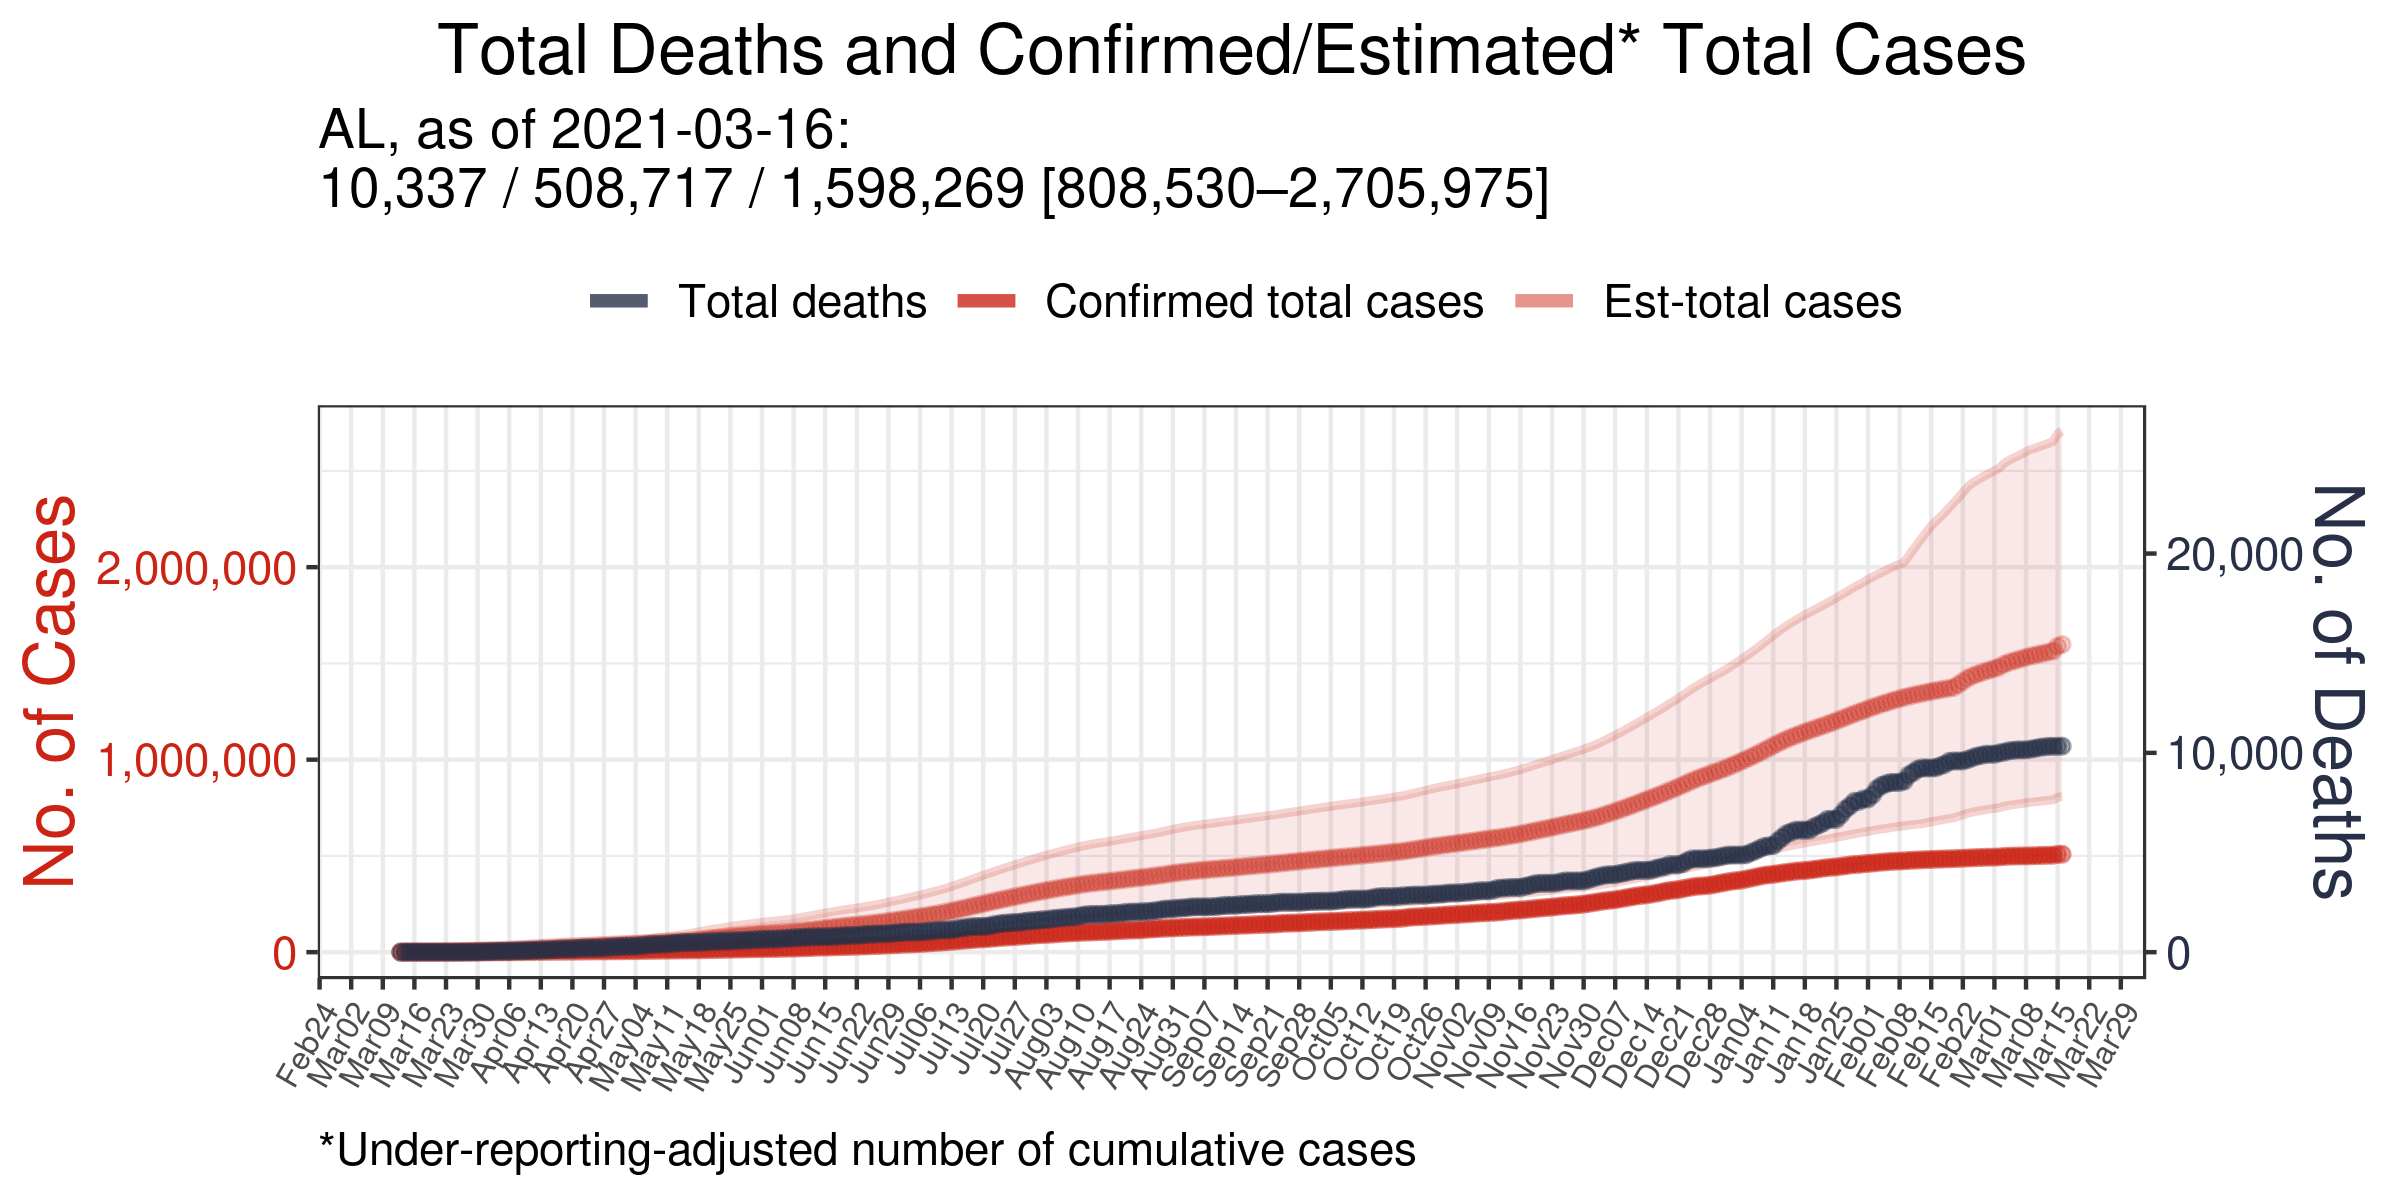 Total Deaths and Confirmed/Estimated* Total Cases
AL, as of 2021-03-16:
10,337 / 508,717 / 1,598,269 [808,530–2,705,975]
Total deaths
Confirmed total cases
Est-total cases
No. of Cases
2,000,000
1,000,000
0
20,000
10,000
0
No. of Deaths
Feb24
Mar02
Mar09
Mar16
Mar23
Mar30
Apr06
Apr13
Apr20
Apr27
May04
May11
May18
May25
Jun01
Jun08
Jun15
Jun22
Jun29
Jul06
Jul13
Jul20
Jul27
Aug03
Aug10
Aug17
Aug24
Aug31
Sep07
Sep14
Sep21
Sep28
Oct05
Oct12
Oct19
Oct26
Nov02
Nov09
Nov16
Nov23
Nov30
Dec07
Dec14
Dec21
Dec28
Jan04
Jan11
Jan18
Jan25
Feb01
Feb08
Feb15
Feb22
Mar01
Mar08
Mar15
Mar22
Mar29
*Under-reporting-adjusted number of cumulative cases